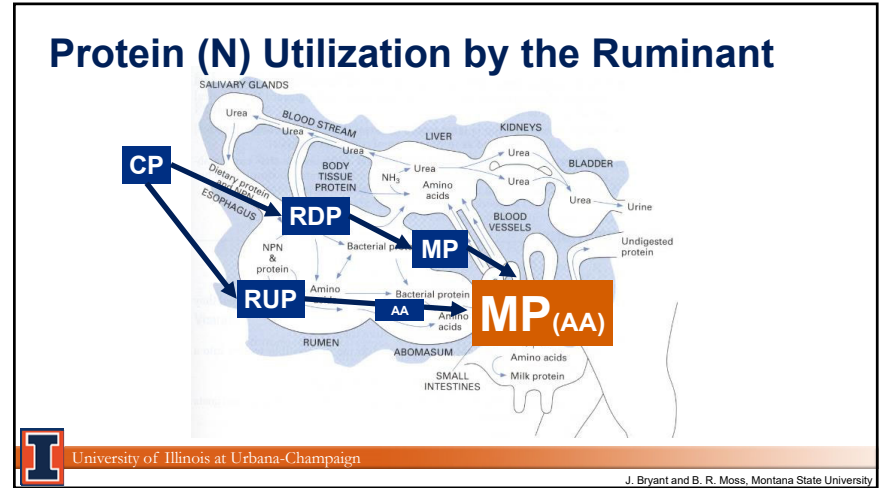 Protein (N) Utilization by the Ruminant
SALIVARY GLANDS
Urea
BLOOD STREAM
Urea
Urea
LIVER
KIDNEYS
Urea
Urea
Urea
BLADDER
Urea
Urine
CP
Dietary protein
and NPN
ESOPHAGUS
BODY
TISSUE
PROTEIN
NH3
Amino
acids
RDP
MP
BLOOD
VESSELS
Undigested
protein
NPN
&
protein
Bacterial
RUP
Amino
Bacterial protein
AA
Amino
acids
MP(AA)
RUMEN
ABOMASUM
SMALL
INTESTINES
Amino acids
Milk protein
I
University of Illinois at Urbana-Champaign
J. Bryant and B. R. Moss, Montana State University